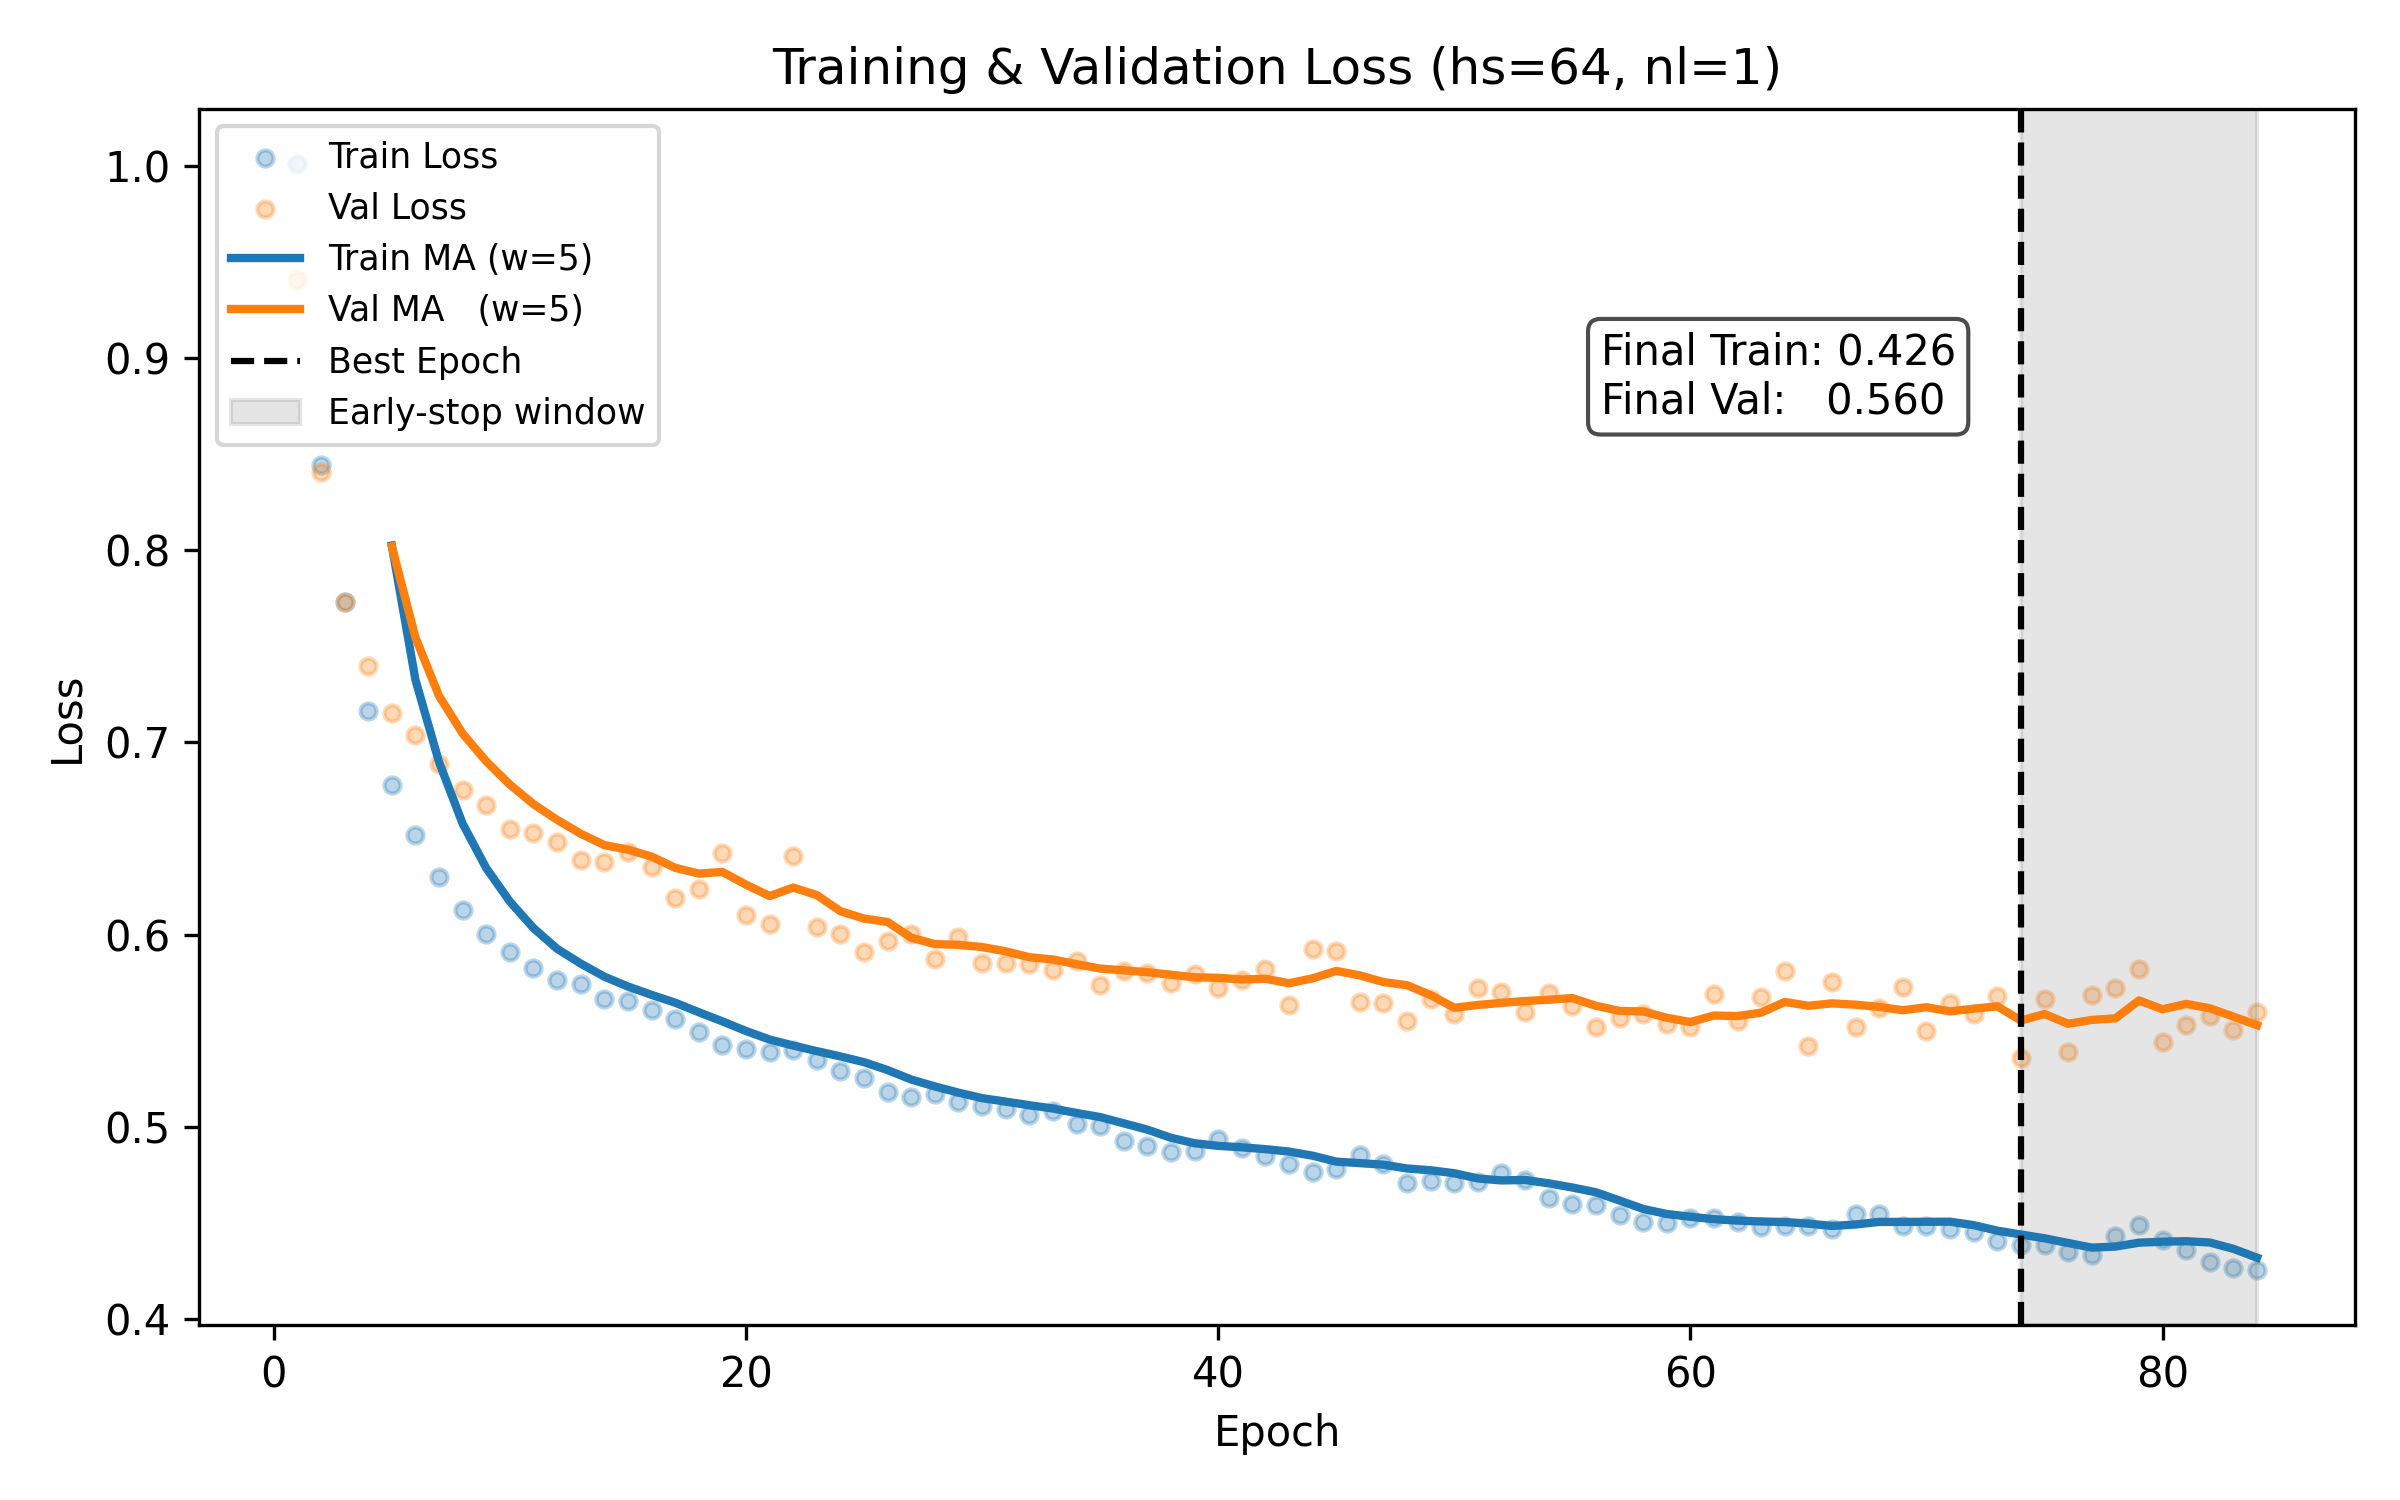 Training & Validation Loss (hs=64, nl=1)
Train Loss
Val Loss
Train MA (w=5)
Val MA   (w=5)
Best Epoch
Early-stop window
Final Train: 0.426
Final Val:   0.560
Loss
1.0
0.9
0.8
0.7
0.6
0.5
0.4
0
20
40
60
80
Epoch